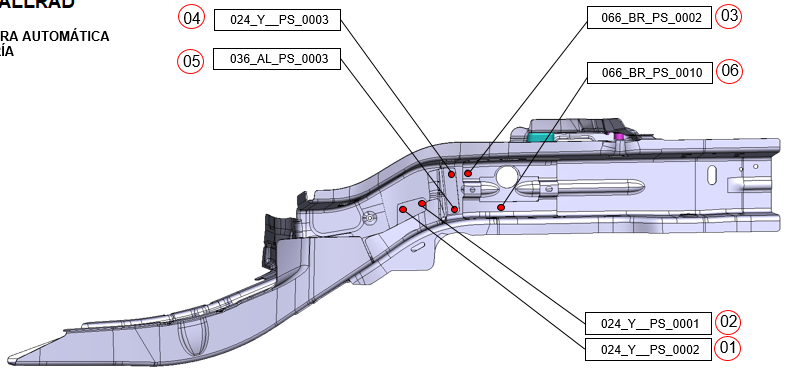 ALLRAD
RA AUTOMÁTICA
ÍA
04 024_Y__PS_0003
05 036_AL_PS_0003
066_BR_PS_0002 03
066_BR_PS_0010 06
024_Y__PS_0001 02
024_Y__PS_0002 01